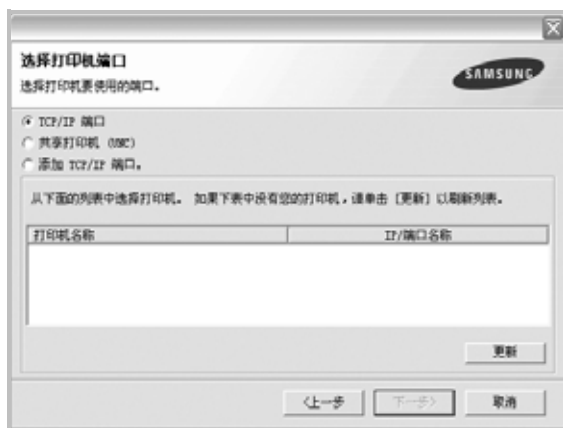 选择打印机端口
选择打印机要使用的端口。
SAMSUNG
TCP/IP 端口
共享打印机 (UNC)
添加 TCP/IP 端口。
从下面的列表中选择打印机。 如果下表中没有您的打印机，请单击 [更新] 以刷新列表。
打印机名称 IP/端口名称
更新
<上一步 下一步> 取消